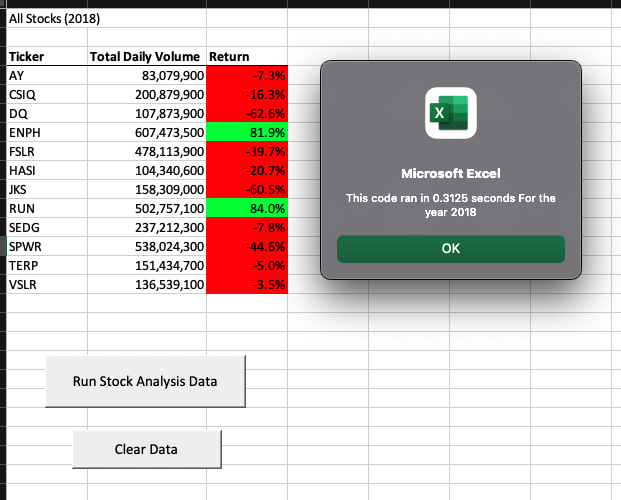 All Stocks (2018)
Ticker Total Daily Volume Return
AY 83,079,900 -7.3%
CSIQ 200,879,900 -16.3%
DQ 107,873,900 -62.6%
ENPH 607,473,500 81.9%
FSLR 478,113,900 -39.7%
HASI 104,340,600 -20.7%
JKS 158,309,000 -60.5%
RUN 502,757,100 84.0%
SEDG 237,212,300 -7.8%
SPWR 538,024,300 -44.6%
TERP 151,434,700 -5.0%
VSLR 136,539,100 -3.5%
X
Microsoft Excel
This code ran in 0.3125 seconds For the
year 2018
OK
Run Stock Analysis Data
Clear Data